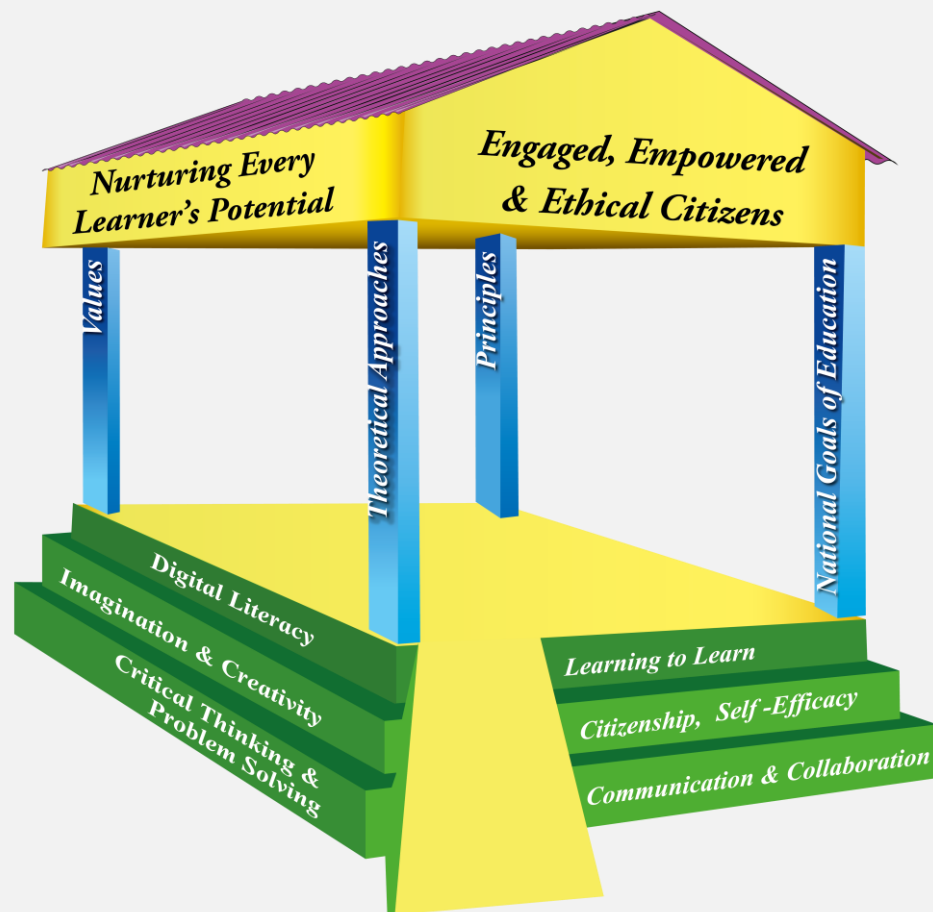 Nurturing Every
Learner's Potential
Engaged, Empowered
& Ethical Citizens
Values
Theoretical Approaches
Principles
National Goals of Education
Digital Literacy
Imagination & Creativity
Critical Thinking &
Problem Solving
Learning to Learn
Citizenship, Self -Efficacy
Communication & Collaboration